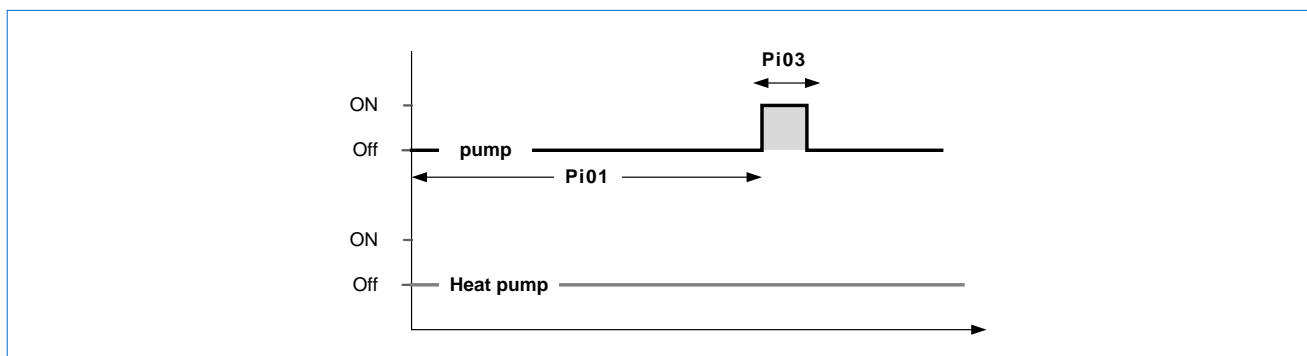 Pi03
ON
Off
pump
Pi01
ON
Off
Heat pump